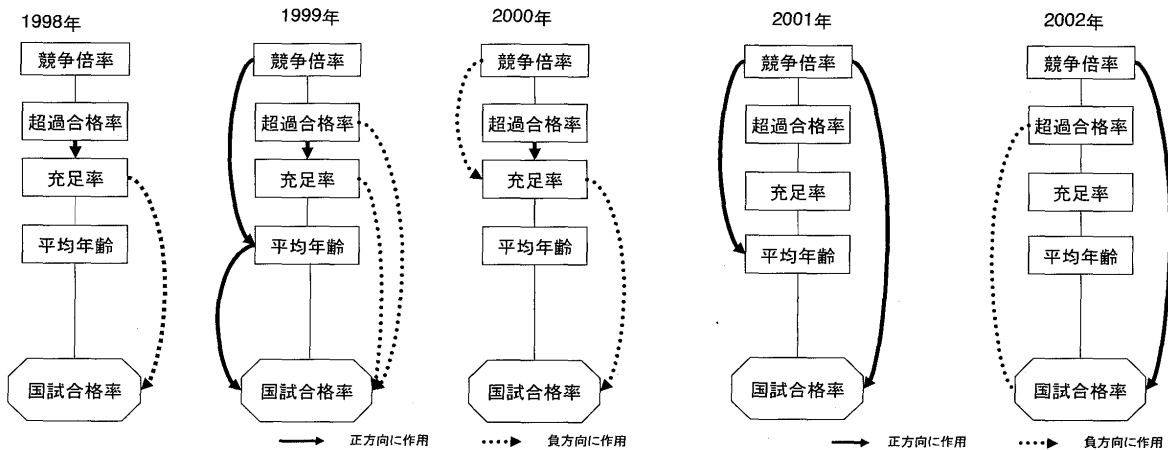 1998年
競争倍率
超過合格率
充足率
平均年齢
国試合格率
1999年
競争倍率
超過合格率
充足率
平均年齢
国試合格率
2000年
競争倍率
超過合格率
充足率
平均年齢
国試合格率
2001年
競争倍率
超過合格率
充足率
平均年齢
国試合格率
2002年
競争倍率
超過合格率
充足率
平均年齢
国試合格率
正方向に作用
負方向に作用
正方向に作用
負方向に作用